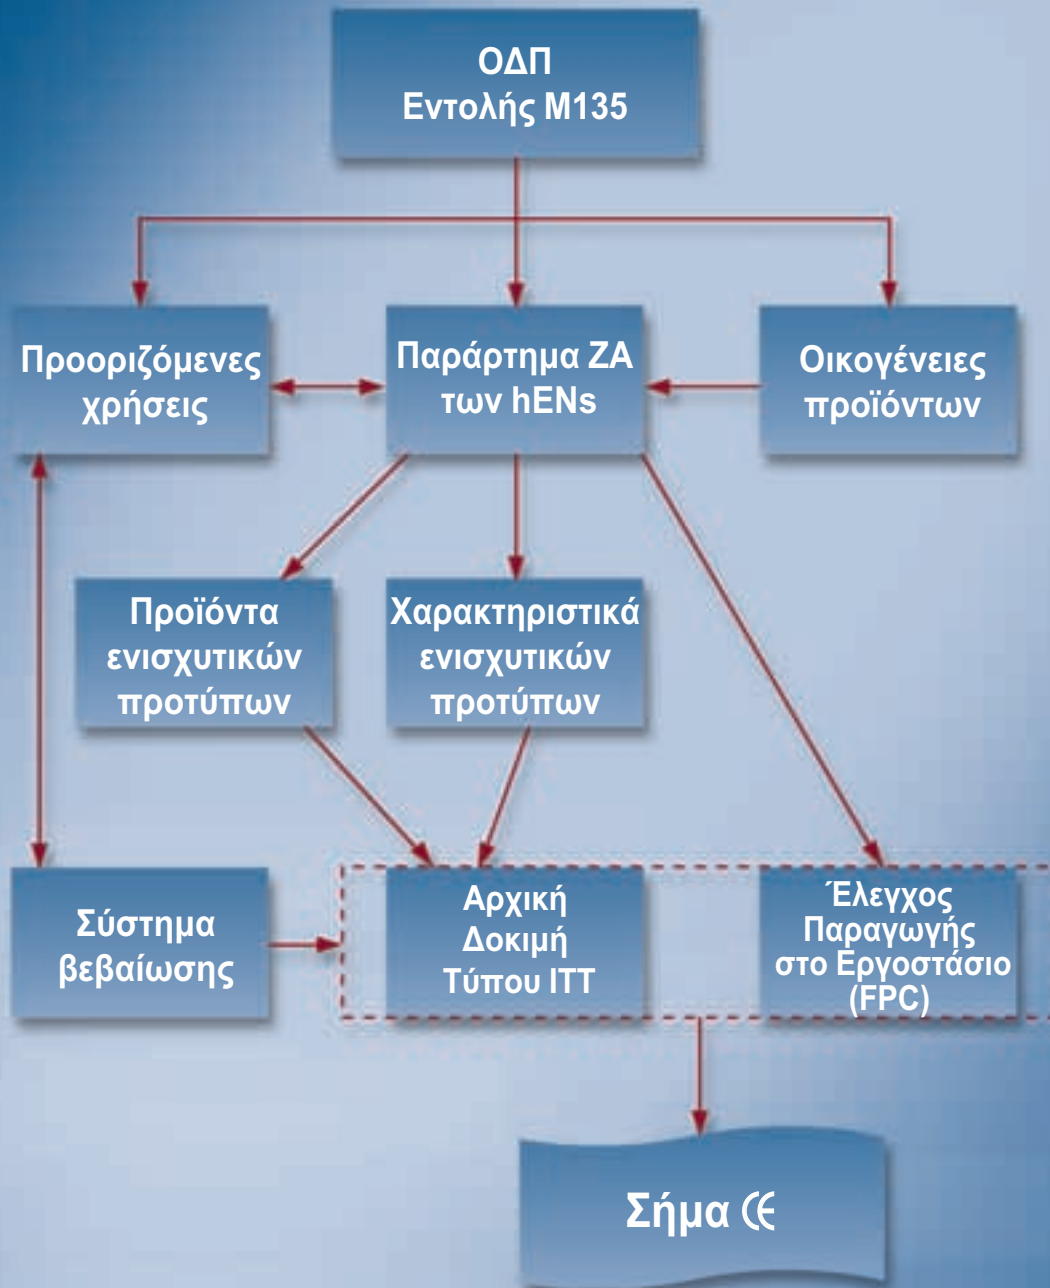 ΟΔΠ
Εντολής Μ135
Προοριζόμενες
χρήσεις
Παράρτημα ΖΑ
των hENs
Οικογένειες
προϊόντων
Προϊόντα
ενισχυτικών
προτύπων
Χαρακτηριστικά
ενισχυτικών
προτύπων
Σύστημα
βεβαίωσης
Αρχική
Δοκιμή
Τύπου ITT
Έλεγχος
Παραγωγής
στο Εργοστάσιο
(FPC)
Σήμα CE